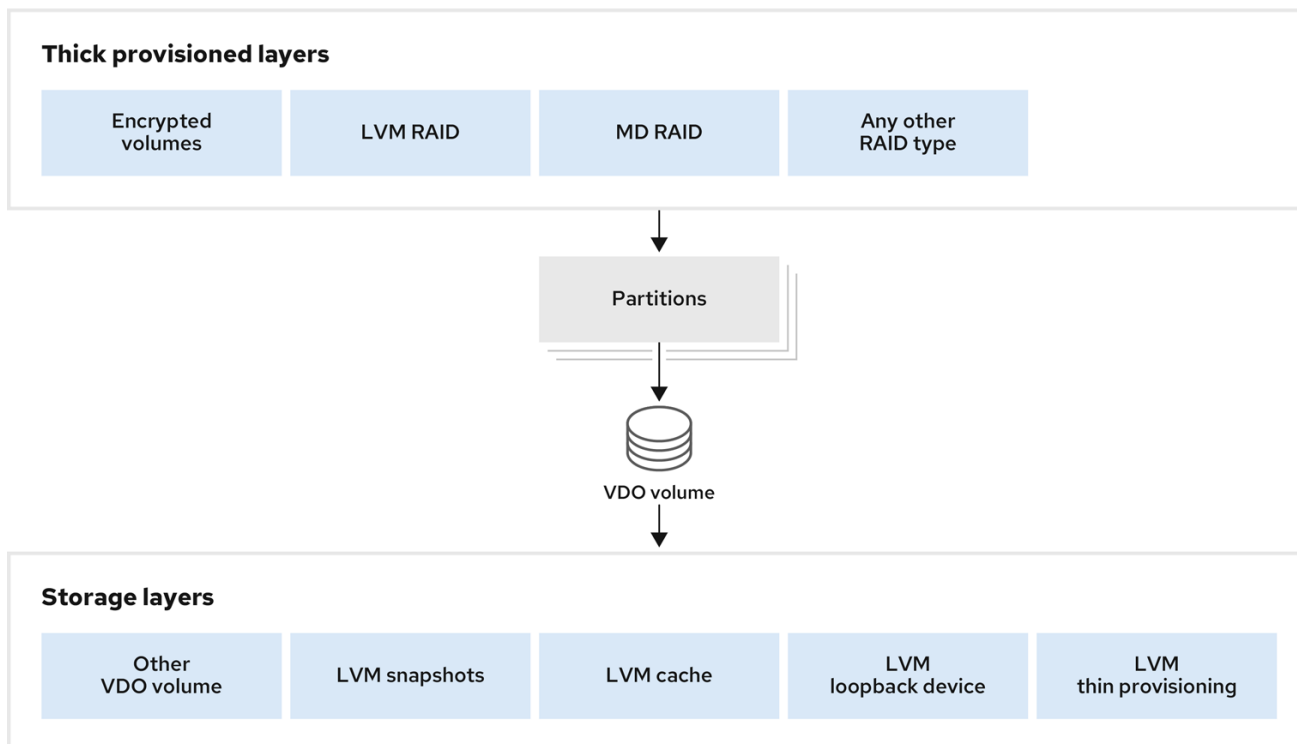 Thick provisioned layers
Encrypted
volumes
LVM RAID
MD RAID
Any other
RAID type
Partitions
VDO volume
Storage layers
Other
VDO volume
LVM snapshots
LVM cache
LVM
loopback device
LVM
thin provisioning